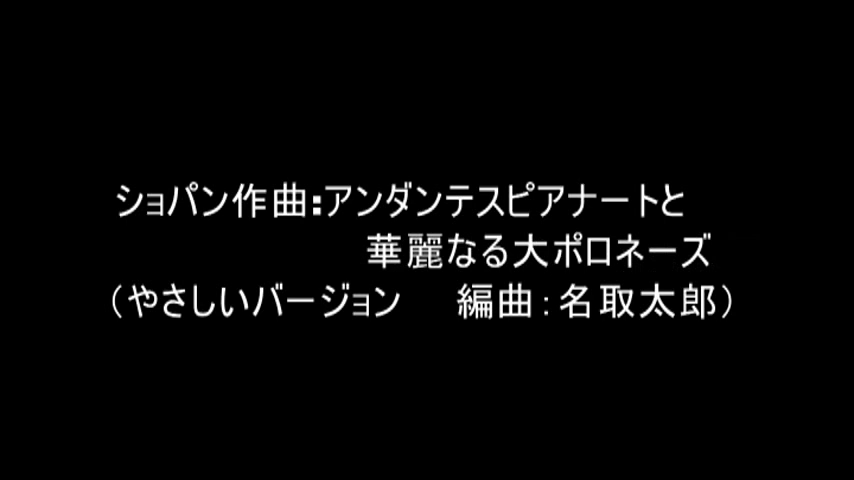 ショパン作曲:アンダンテスピアナートと
華麗なる大ポロネーズ
（やさしいバージョン　編曲：名取太郎）